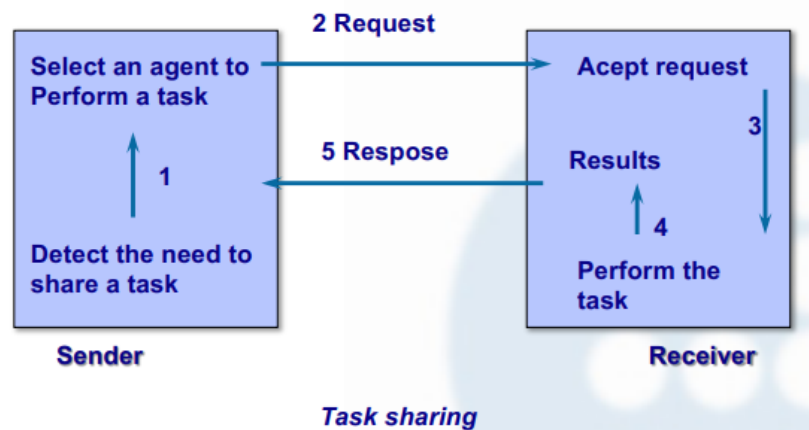 2 Request
Select an agent to
Perform a task
Acept request
3
5 Respose
Results
1
4
Detect the need to
share a task
Perform the
task
Sender
Receiver
Task sharing